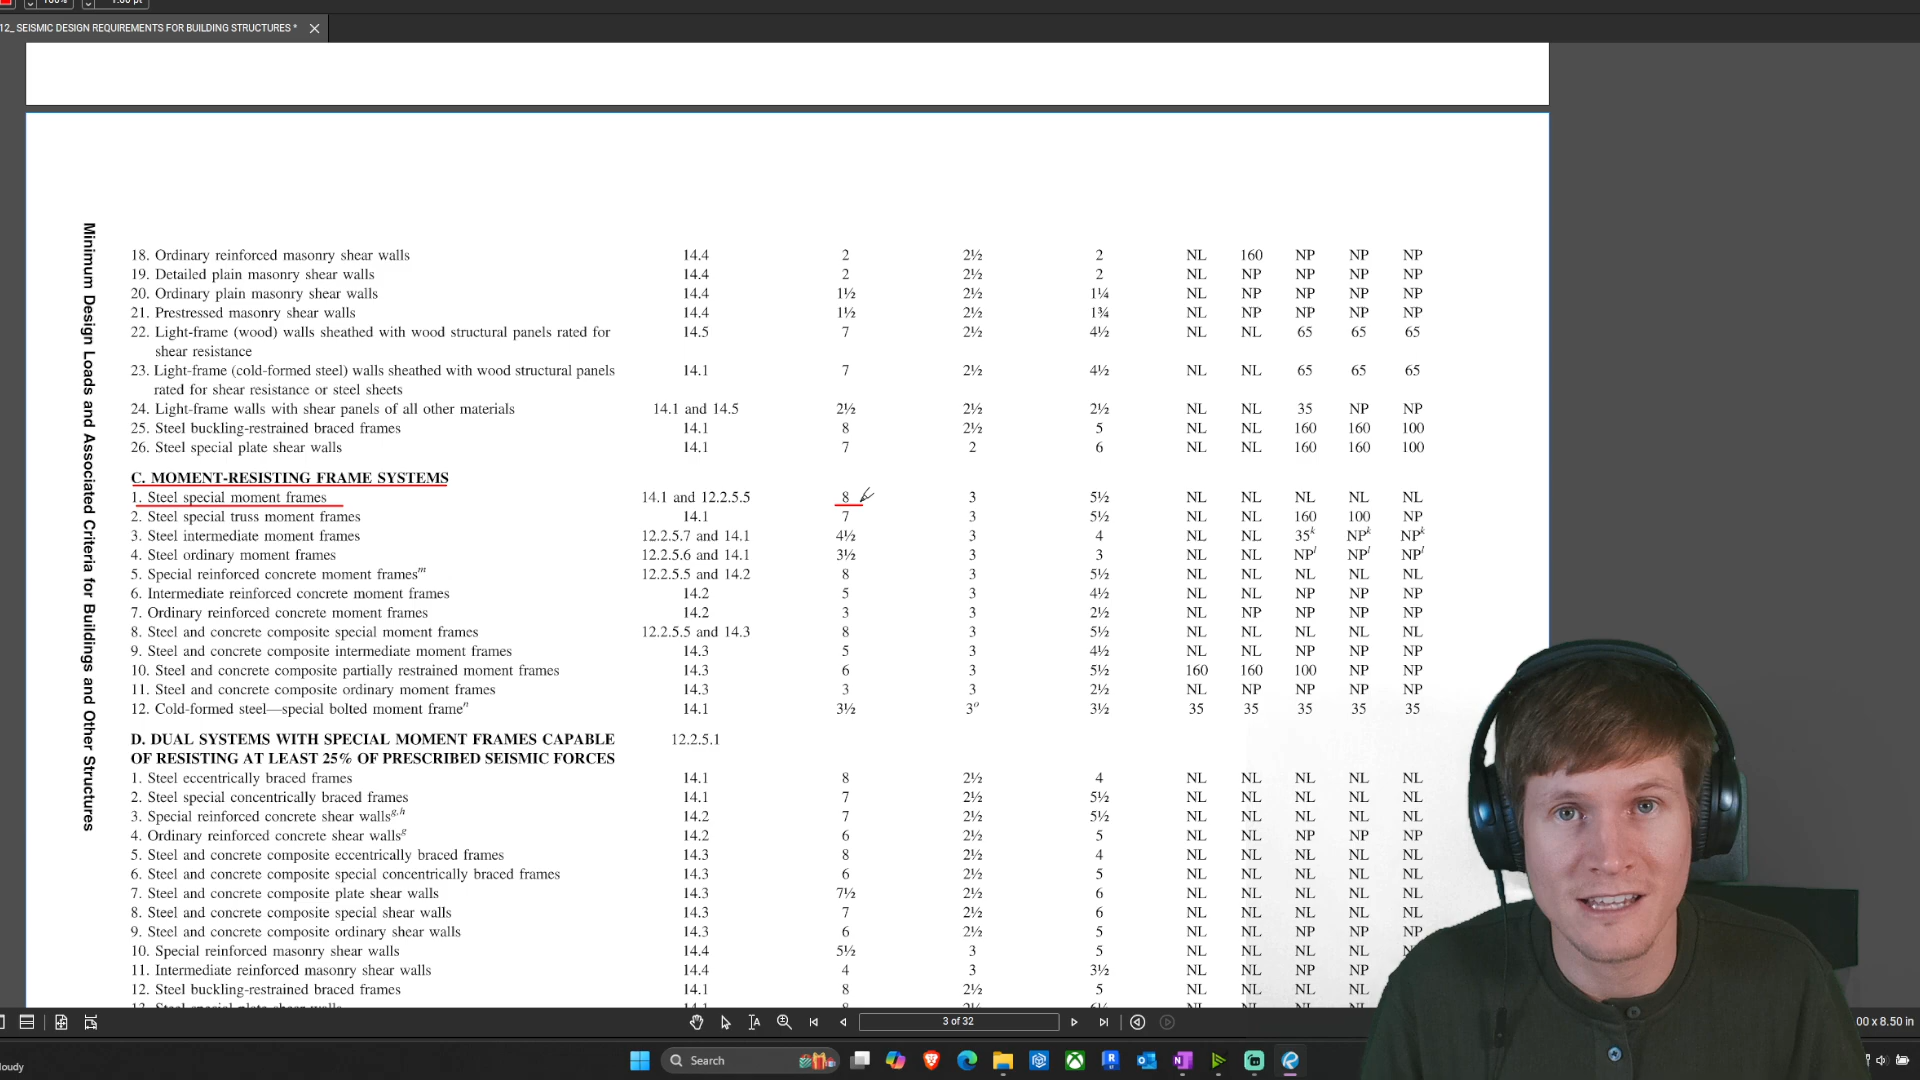 100% 1.00 pt
12_ SEISMIC DESIGN REQUIREMENTS FOR BUILDING STRUCTURES *
Minimum Design Loads and Associated Criteria for Buildings and Other Structures
18. Ordinary reinforced masonry shear walls 14.4 2 2½ 2 NL 160 NP NP NP
19. Detailed plain masonry shear walls 14.4 2 2½ 2 NL NP NP NP NP
20. Ordinary plain masonry shear walls 14.4 1½ 2½ 1¼ NL NP NP NP NP
21. Prestressed masonry shear walls 14.4 1½ 2½ 1¾ NL NP NP NP NP
22. Light-frame (wood) walls sheathed with wood structural panels rated for 14.5 7 2½ 4½ NL NL 65 65 65
shear resistance
23. Light-frame (cold-formed steel) walls sheathed with wood structural panels 14.1 7 2½ 4½ NL NL 65 65 65
rated for shear resistance or steel sheets
24. Light-frame walls with shear panels of all other materials 14.1 and 14.5 2½ 2½ 2½ NL NL 35 NP NP
25. Steel buckling-restrained braced frames 14.1 8 2½ 5 NL NL 160 160 100
26. Steel special plate shear walls 14.1 7 2 6 NL NL 160 160 100
C. MOMENT-RESISTING FRAME SYSTEMS
1. Steel special moment frames 14.1 and 12.2.5.5 8 3 5½ NL NL NL NL NL
2. Steel special truss moment frames 14.1 7 3 5½ NL NL 160 100 NP
3. Steel intermediate moment frames 12.2.5.7 and 14.1 4½ 3 4 NL NL 35k NPk NPk
4. Steel ordinary moment frames 12.2.5.6 and 14.1 3½ 3 3 NL NL NPl NPl NPl
5. Special reinforced concrete moment framesm 12.2.5.5 and 14.2 8 3 5½ NL NL NL NL NL
6. Intermediate reinforced concrete moment frames 14.2 5 3 4½ NL NL NP NP NP
7. Ordinary reinforced concrete moment frames 14.2 3 3 2½ NL NP NP NP NP
8. Steel and concrete composite special moment frames 12.2.5.5 and 14.3 8 3 5½ NL NL NL NL NL
9. Steel and concrete composite intermediate moment frames 14.3 5 3 4½ NL NL NP NP NP
10. Steel and concrete composite partially restrained moment frames 14.3 6 3 5½ 160 160 100 NP NP
11. Steel and concrete composite ordinary moment frames 14.3 3 3 2½ NL NP NP NP NP
12. Cold-formed steel—special bolted moment framen 14.1 3½ 3o 3½ 35 35 35 35 35
D. DUAL SYSTEMS WITH SPECIAL MOMENT FRAMES CAPABLE 12.2.5.1
OF RESISTING AT LEAST 25% OF PRESCRIBED SEISMIC FORCES
1. Steel eccentrically braced frames 14.1 8 2½ 4 NL NL NL NL NL
2. Steel special concentrically braced frames 14.1 7 2½ 5½ NL NL NL NL NL
3. Special reinforced concrete shear wallsg,h 14.2 7 2½ 5½ NL NL NL NL NL
4. Ordinary reinforced concrete shear wallsg 14.2 6 2½ 5 NL NL NP NP NP
5. Steel and concrete composite eccentrically braced frames 14.3 8 2½ 4 NL NL NL NL NL
6. Steel and concrete composite special concentrically braced frames 14.3 6 2½ 5 NL NL NL NL NL
7. Steel and concrete composite plate shear walls 14.3 7½ 2½ 6 NL NL NL NL NL
8. Steel and concrete composite special shear walls 14.3 7 2½ 6 NL NL NL NL NL
9. Steel and concrete composite ordinary shear walls 14.3 6 2½ 5 NL NL NP NP NP
10. Special reinforced masonry shear walls 14.4 5½ 3 5 NL NL NL NL
11. Intermediate reinforced masonry shear walls 14.4 4 3 3½ NL NL NP NP
12. Steel buckling-restrained braced frames 14.1 8 2½ 5 NL NL NL NL
13. Steel special plate shear walls 14.1 8 2½ 6½ NL NL NL NL
3 of 32
00 x 8.50 in
loudy
Search